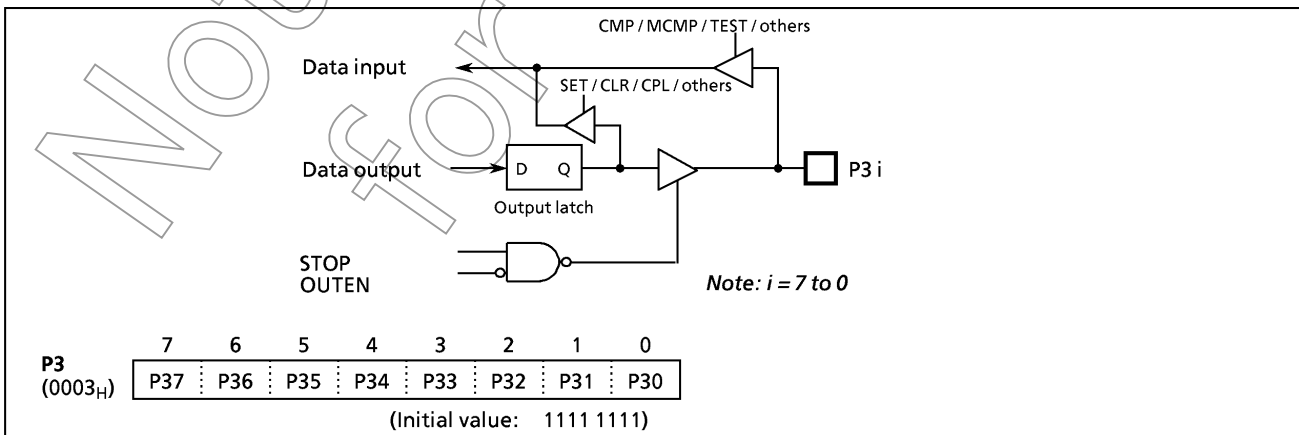 CMP / MCMP / TEST / others
Data input
SET / CLR / CPL / others
Data output
D Q
P3 i
Output latch
STOP
OUTEN
Note: i = 7 to 0
7 6 5 4 3 2 1 0
P3
(0003H)
P37 P36 P35 P34 P33 P32 P31 P30
(Initial value: 1111 1111)
Not
for